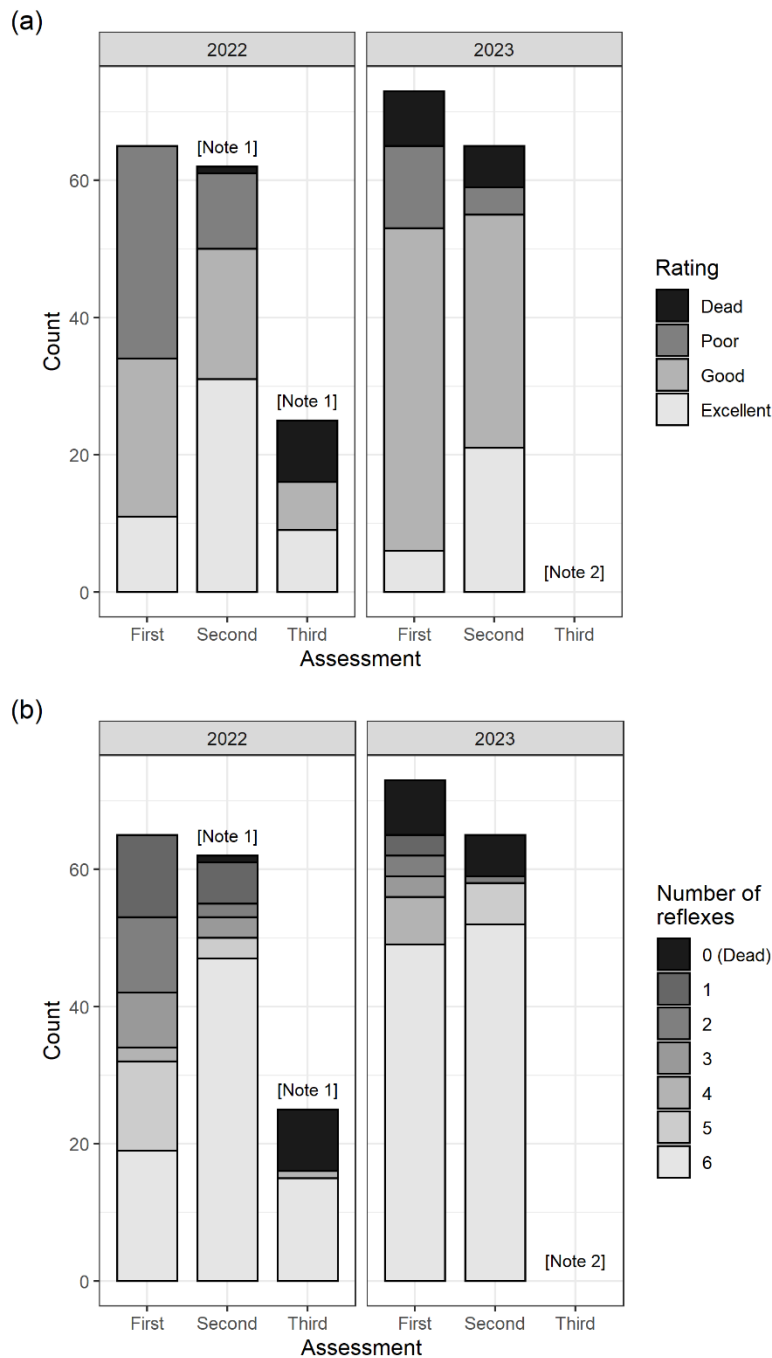 (a)
2022
2023
[Note 1]
[Note 1]
[Note 2]
60
40
20
0
Count
First
Second
Third
First
Second
Third
Assessment
Rating
Dead
Poor
Good
Excellent
(b)
2022
2023
[Note 1]
[Note 1]
[Note 2]
60
40
20
0
Count
First
Second
Third
First
Second
Third
Assessment
Number of
reflexes
0 (Dead)
1
2
3
4
5
6